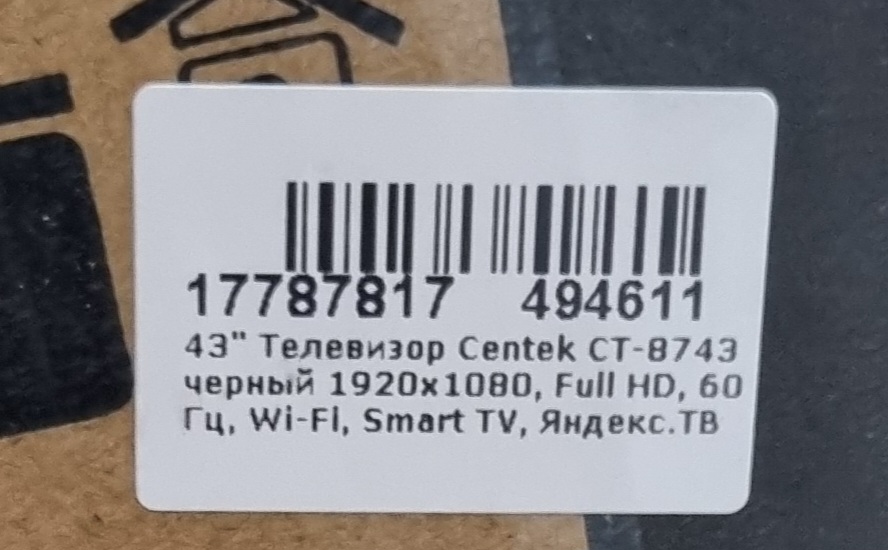 17787817 494611
43" Телевизор Centek CT-8743
черный 1920x1080, Full HD, 60
Гц, Wi-Fi, Smart TV, Яндекс.ТВ